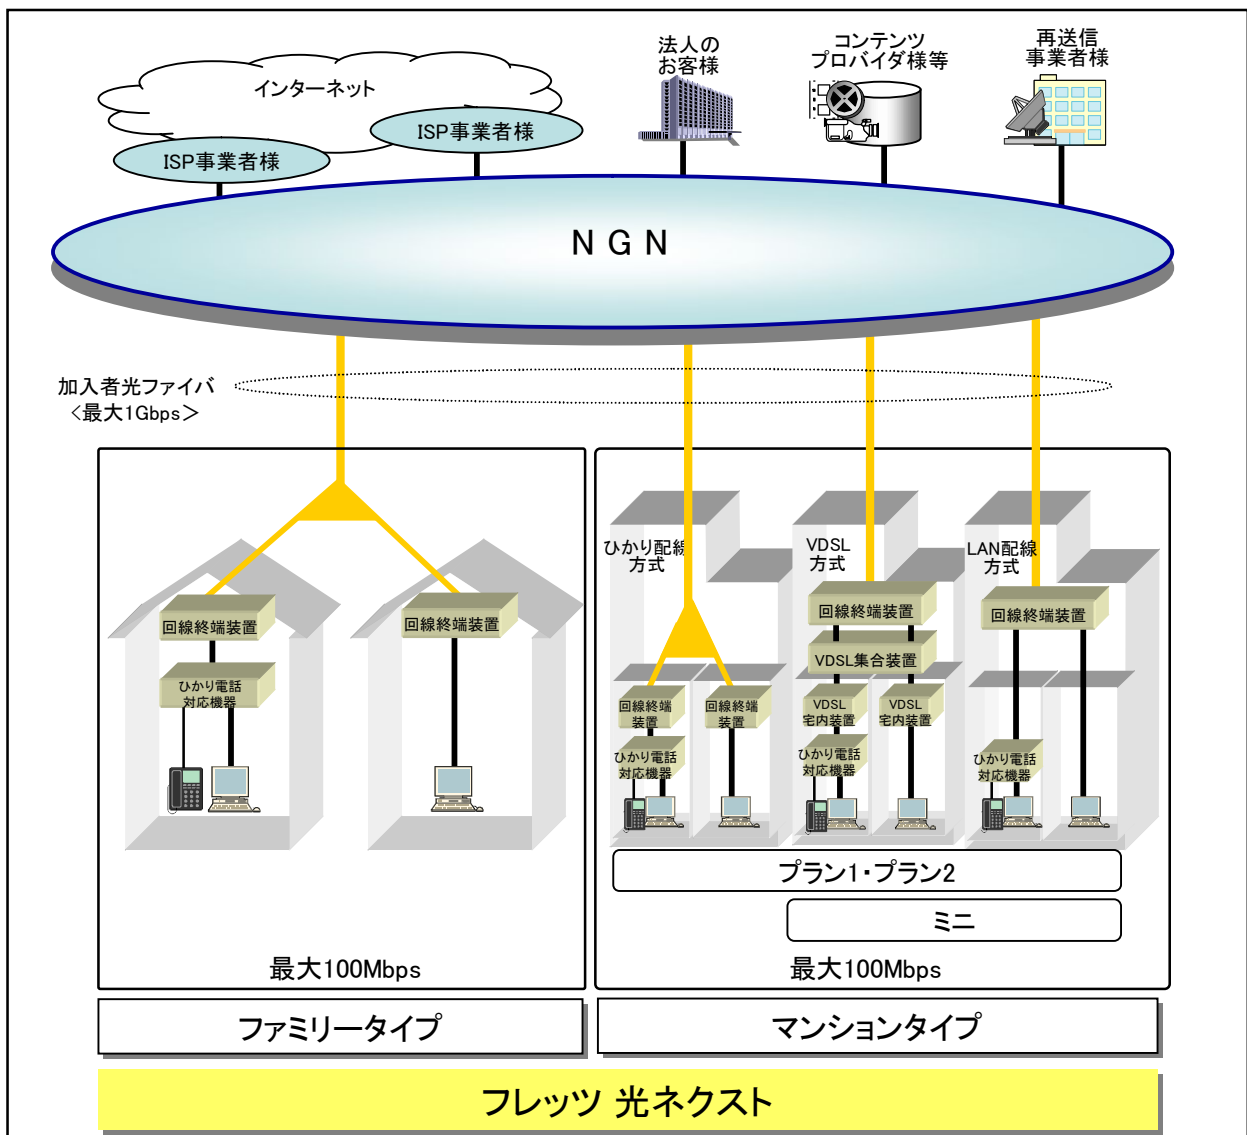 インターネット
ISP事業者様
ISP事業者様
法人の
お客様
コンテンツ
プロバイダ様等
再送信
事業者様
NGN
加入者光ファイバ
<最大1Gbps>
回線終端装置
ひかり電話
対応機器
回線終端装置
ひかり配線
方式
回線終端
装置
ひかり電話
対応機器
回線終端
装置
VDSL
方式
回線終端装置
VDSL集合装置
VDSL
宅内装置
VDSL
宅内装置
ひかり電話
対応機器
LAN配線
方式
回線終端装置
ひかり電話
対応機器
プラン1・プラン2
ミニ
最大100Mbps
最大100Mbps
ファミリータイプ
マンションタイプ
フレッツ 光ネクスト